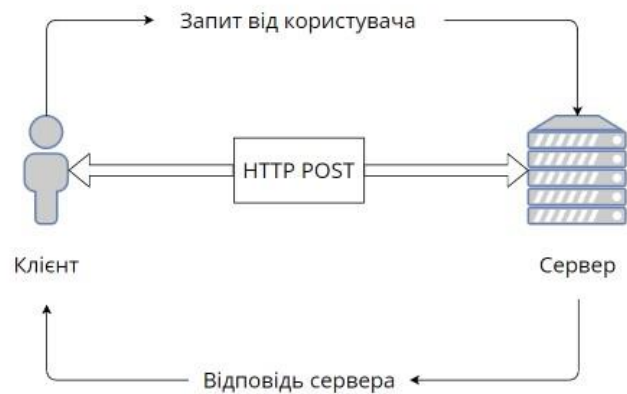 Запит від користувача
HTTP POST
Клієнт
Сервер
Відповідь сервера